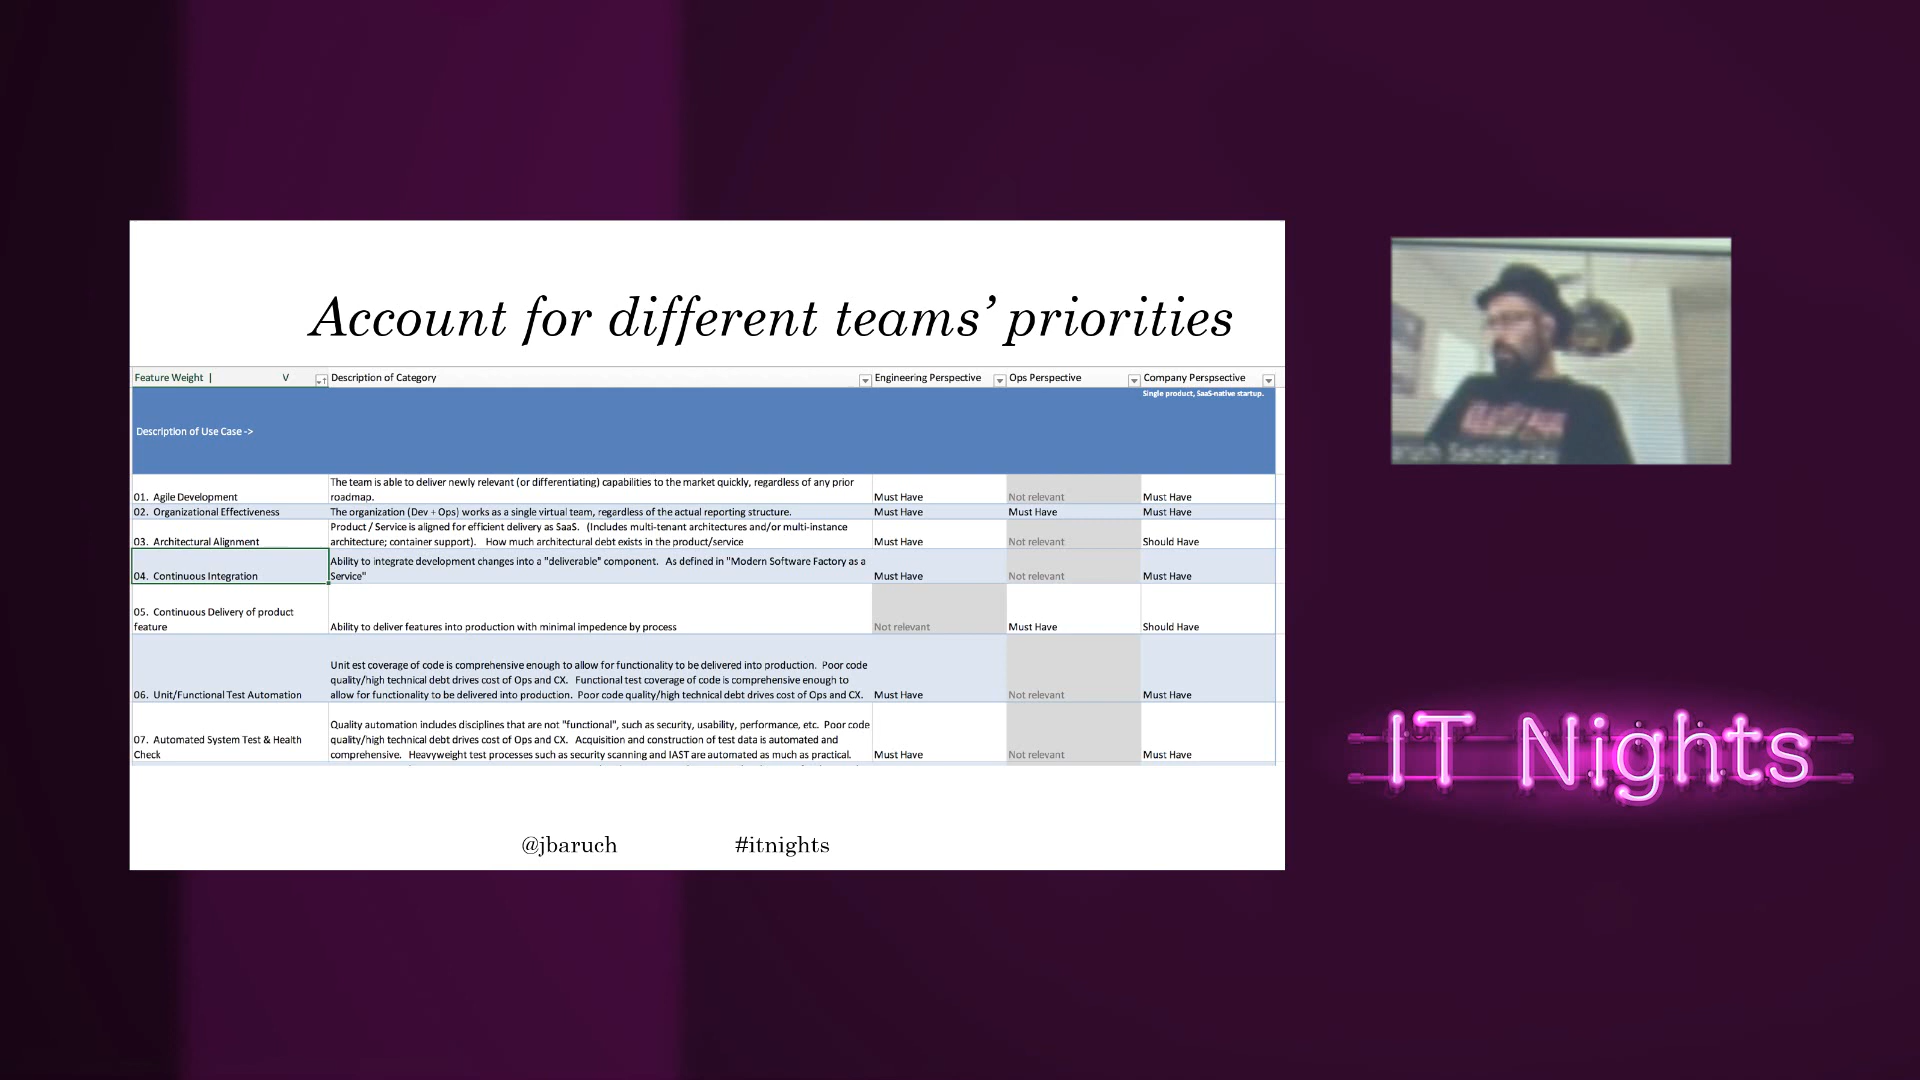 Account for different teams’ priorities
Feature Weight | V Description of Category Engineering Perspective Ops Perspective Company Perspsective
Single product, SaaS-native startup.
Description of Use Case ->
The team is able to deliver newly relevant (or differentiating) capabilities to the market quickly, regardless of any prior
01. Agile Development roadmap. Must Have Not relevant Must Have
02. Organizational Effectiveness The organization (Dev + Ops) works as a single virtual team, regardless of the actual reporting structure. Must Have Must Have Must Have
Product / Service is aligned for efficient delivery as SaaS. (Includes multi-tenant architectures and/or multi-instance
03. Architectural Alignment architecture; container support). How much architectural debt exists in the product/service Must Have Not relevant Should Have
Ability to integrate development changes into a "deliverable" component. As defined in "Modern Software Factory as a
04. Continuous Integration Service" Must Have Not relevant Must Have
05. Continuous Delivery of product
feature Ability to deliver features into production with minimal impedence by process Not relevant Must Have Should Have
Unit est coverage of code is comprehensive enough to allow for functionality to be delivered into production. Poor code
quality/high technical debt drives cost of Ops and CX. Functional test coverage of code is comprehensive enough to
06. Unit/Functional Test Automation allow for functionality to be delivered into production. Poor code quality/high technical debt drives cost of Ops and CX. Must Have Not relevant Must Have
Quality automation includes disciplines that are not "functional", such as security, usability, performance, etc. Poor code
07. Automated System Test & Health quality/high technical debt drives cost of Ops and CX. Acquisition and construction of test data is automated and
Check comprehensive. Heavyweight test processes such as security scanning and IAST are automated as much as practical. Must Have Not relevant Must Have
@jbaruch #itnights
IT Nights